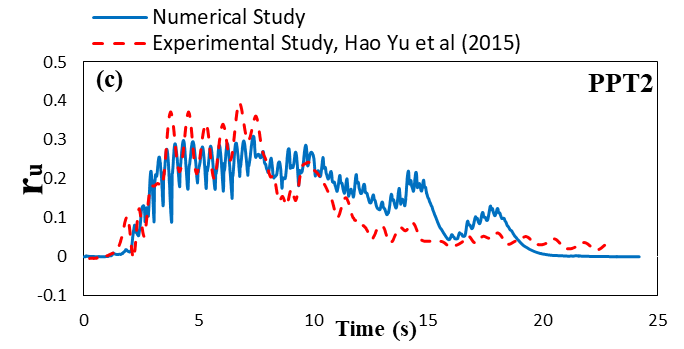 Numerical Study
Experimental Study, Hao Yu et al (2015)
0.5
(c)
PPT2
0.4
0.3
0.2
0.1
0
-0.1
ru
0 5 10 15 20 25
Time (s)